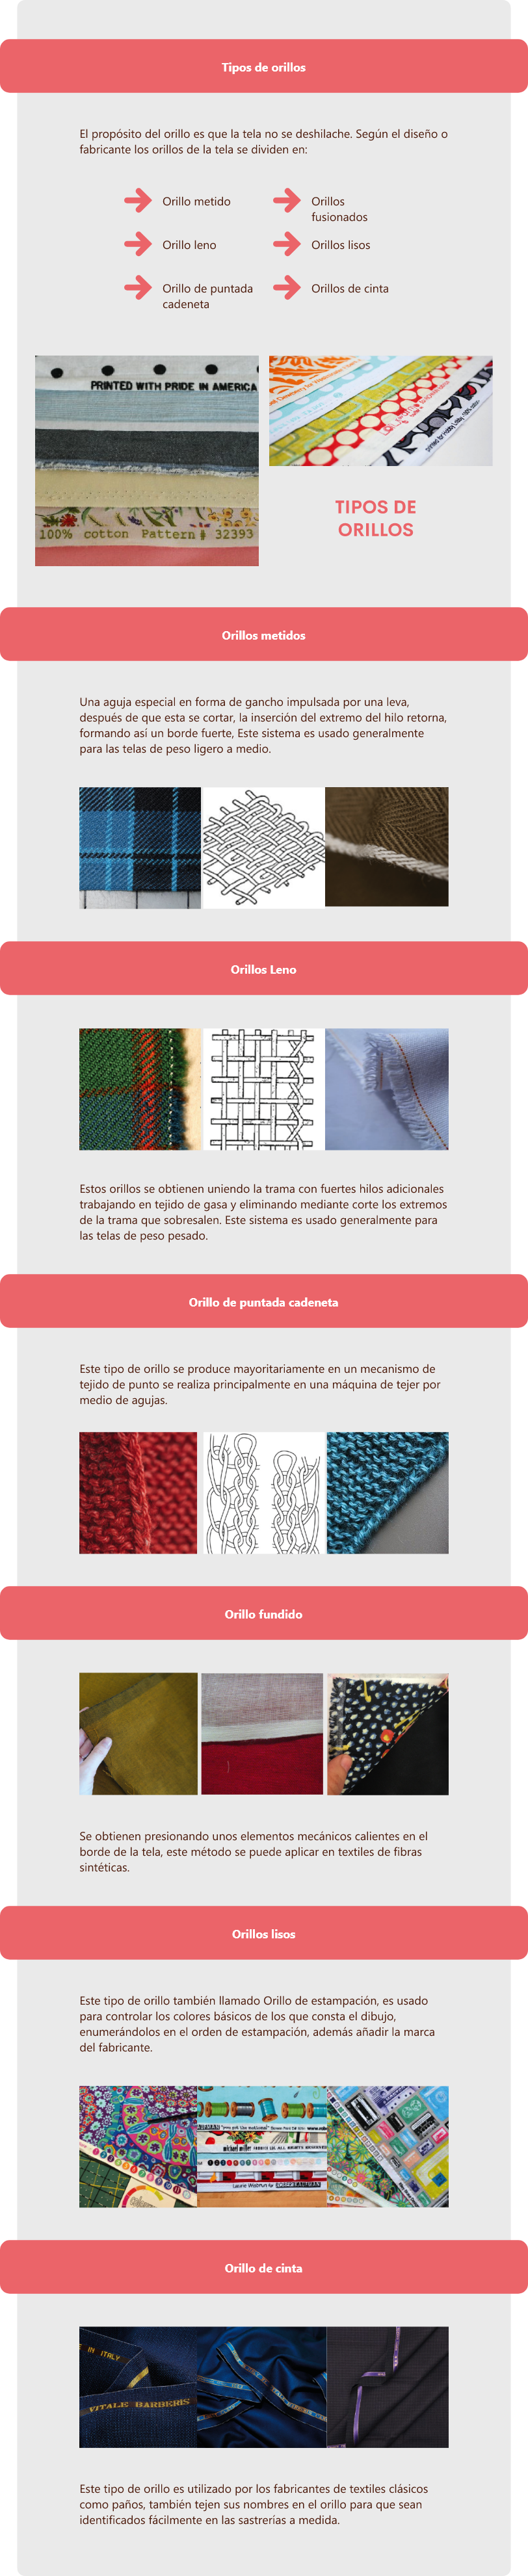 Tipos de orillos
El propósito del orillo es que la tela no se deshilache. Según el diseño o
fabricante los orillos de la tela se dividen en:
Orillo metido
Orillos
fusionados
Orillo leno
Orillos lisos
Orillo de puntada
cadeneta
Orillos de cinta
PRINTED WITH PRIDE IN AMERICA
100% cotton Pattern # 32393
TIPOS DE
ORILLOS
Orillos metidos
Una aguja especial en forma de gancho impulsada por una leva,
después de que esta se cortar, la inserción del extremo del hilo retorna,
formando así un borde fuerte, Este sistema es usado generalmente
para las telas de peso ligero a medio.
Orillos Leno
Estos orillos se obtienen uniendo la trama con fuertes hilos adicionales
trabajando en tejido de gasa y eliminando mediante corte los extremos
de la trama que sobresalen. Este sistema es usado generalmente para
las telas de peso pesado.
Orillo de puntada cadeneta
Este tipo de orillo se produce mayoritariamente en un mecanismo de
tejido de punto se realiza principalmente en una máquina de tejer por
medio de agujas.
Orillo fundido
Se obtienen presionando unos elementos mecánicos calientes en el
borde de la tela, este método se puede aplicar en textiles de fibras
sintéticas.
Orillos lisos
Este tipo de orillo también llamado Orillo de estampación, es usado
para controlar los colores básicos de los que consta el dibujo,
enumerándolos en el orden de estampación, además añadir la marca
del fabricante.
michael miller
Orillo de cinta
IN ITALY
VITALE BARBERIS
Este tipo de orillo es utilizado por los fabricantes de textiles clásicos
como paños, también tejen sus nombres en el orillo para que sean
identificados fácilmente en las sastrerías a medida.